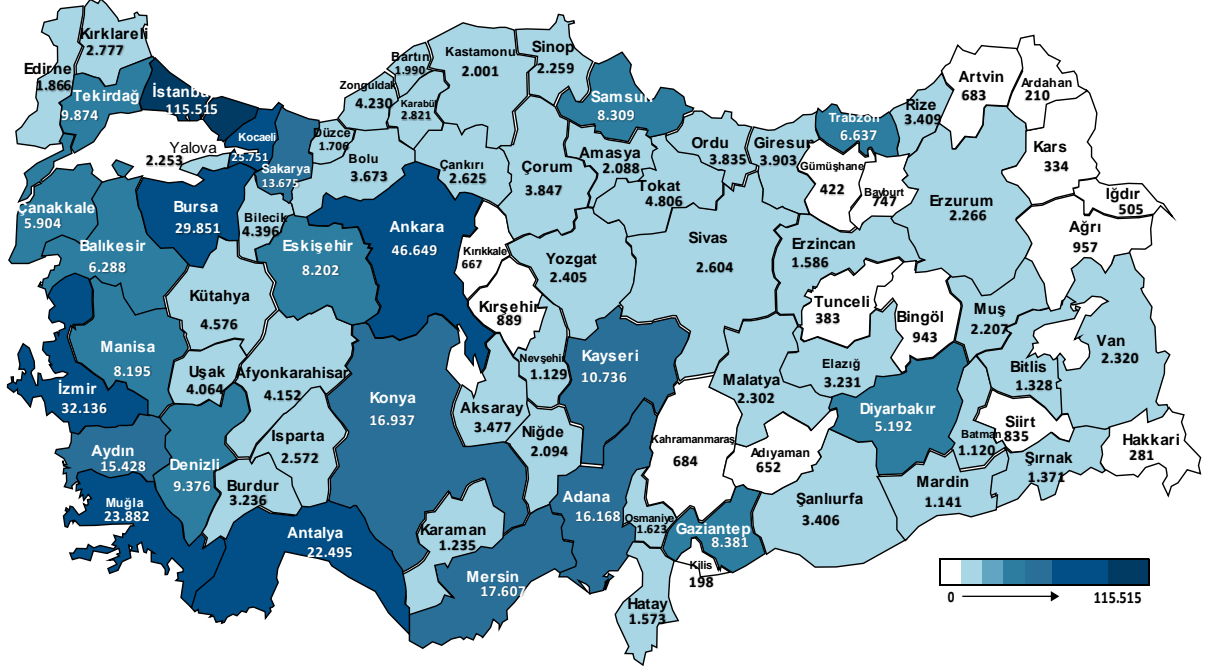 Kırklareli
2.777
Edirne
1.866
Tekirdağ
9.874
İstanbu
115.515
Kocaeli
25.751
Yalova
2.253
Sakarya
13.675
Düzce
1.706
Zonguldak
4.230
Bartın
1.990
Karabük
2.821
Kastamonu
2.001
Sinop
2.259
Samsun
8.309
Bolu
3.673
Çankırı
2.625
Çorum
3.847
Amasya
2.088
Tokat
4.806
Ordu
3.835
Giresun
3.903
Trabzon
6.637
Rize
3.409
Artvin
683
Ardahan
210
Kars
334
Iğdır
505
Ağrı
957
Gümüşhane
422
Bayburt
747
Erzurum
2.266
Erzincan
1.586
Sivas
2.604
Yozgat
2.405
Kırıkkale
667
Kırşehir
889
Ankara
46.649
Eskişehir
8.202
Bilecik
4.396
Bursa
29.851
Çanakkale
5.904
Balıkesir
6.288
Kütahya
4.576
Manisa
8.195
Uşak
4.064
Afyonkarahisar
4.152
İzmir
32.136
Aydın
15.428
Denizli
9.376
Muğla
23.882
Burdur
3.236
Isparta
2.572
Antalya
22.495
Konya
16.937
Karaman
1.235
Mersin
17.607
Aksaray
3.477
Nevşehir
1.129
Niğde
2.094
Kayseri
10.736
Adana
16.168
Osmaniye
1.623
Hatay
1.573
Kahramanmaraş
684
Gaziantep
8.381
Kilis
198
Adıyaman
652
Malatya
2.302
Elazığ
3.231
Tunceli
383
Bingöl
943
Muş
2.207
Bitlis
1.328
Van
2.320
Hakkari
281
Siirt
835
Şırnak
1.371
Batman
1.120
Mardin
1.141
Diyarbakır
5.192
Şanlıurfa
3.406
0
115.515